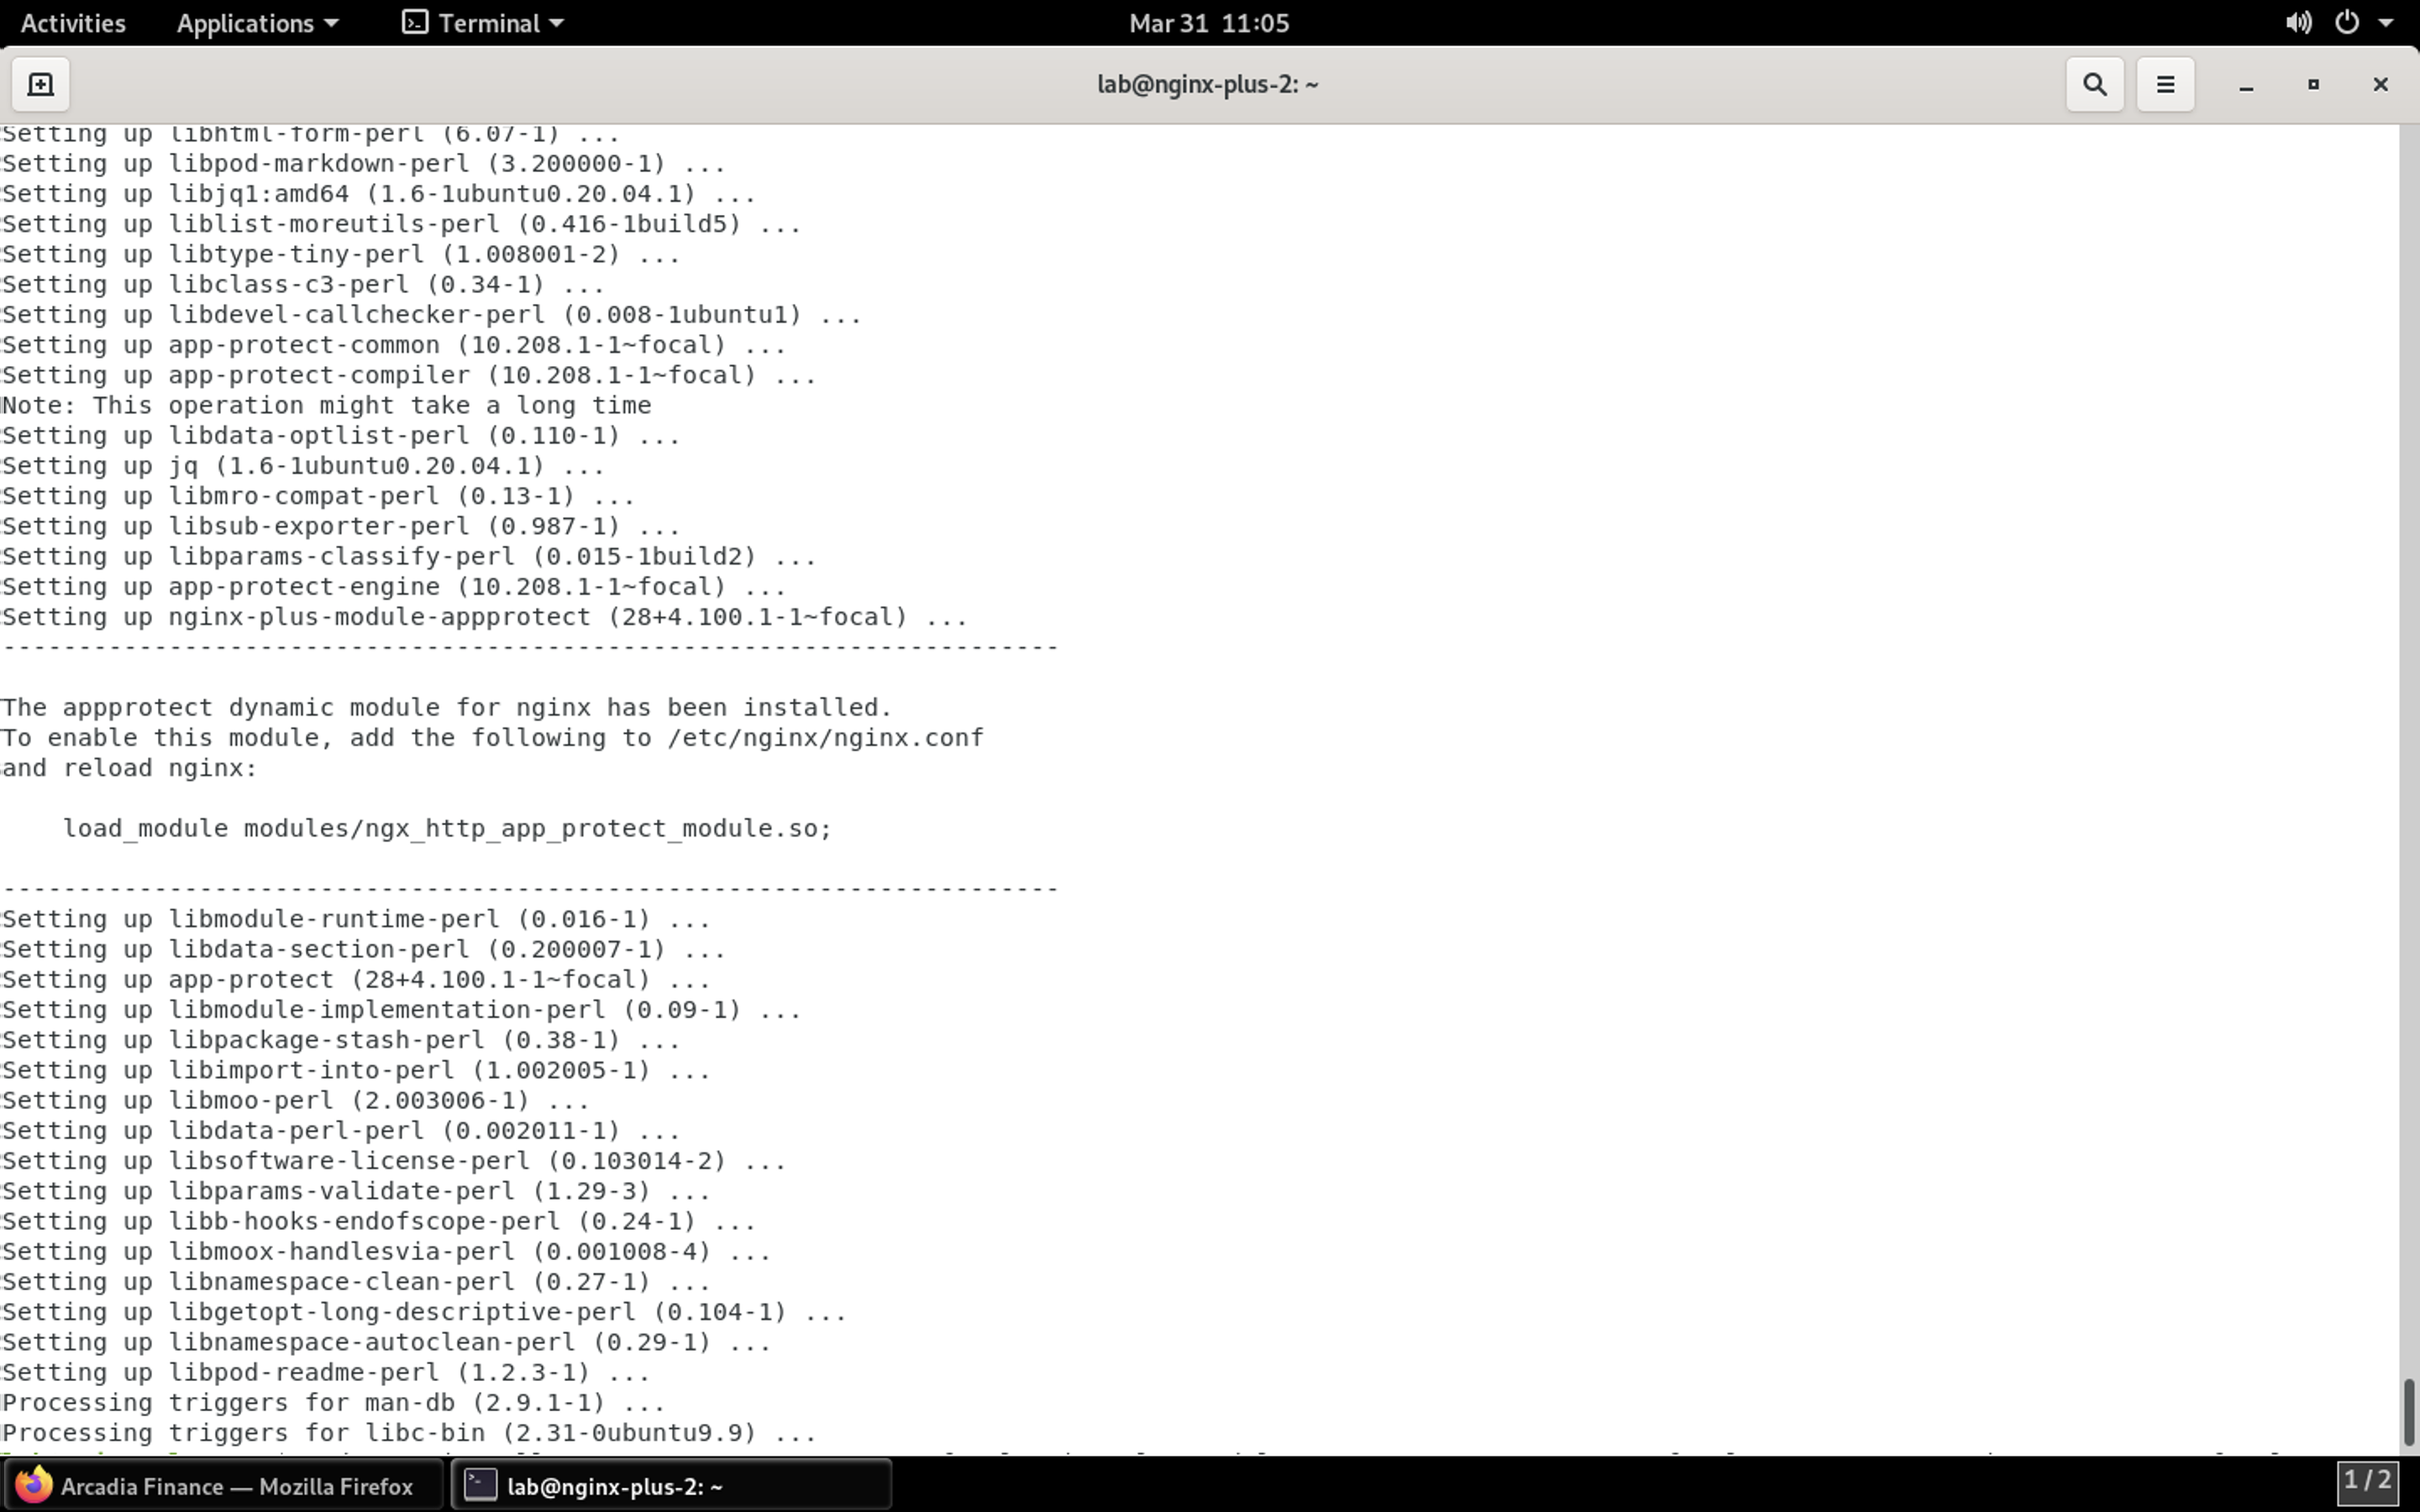 Activities Applications Terminal Mar 31 11:05
lab@nginx-plus-2: ~
Setting up libhtml-form-perl (6.07-1) ...
Setting up libpod-markdown-perl (3.200000-1) ...
Setting up libjq1:amd64 (1.6-1ubuntu0.20.04.1) ...
Setting up liblist-moreutils-perl (0.416-1build5) ...
Setting up libtype-tiny-perl (1.008001-2) ...
Setting up libclass-c3-perl (0.34-1) ...
Setting up libdevel-callchecker-perl (0.008-1ubuntu1) ...
Setting up app-protect-common (10.208.1-1~focal) ...
Setting up app-protect-compiler (10.208.1-1~focal) ...
Note: This operation might take a long time
Setting up libdata-optlist-perl (0.110-1) ...
Setting up jq (1.6-1ubuntu0.20.04.1) ...
Setting up libmro-compat-perl (0.13-1) ...
Setting up libsub-exporter-perl (0.987-1) ...
Setting up libparams-classify-perl (0.015-1build2) ...
Setting up app-protect-engine (10.208.1-1~focal) ...
Setting up nginx-plus-module-appprotect (28+4.100.1-1~focal) ...
----------------------------------------------------------------------
The appprotect dynamic module for nginx has been installed.
To enable this module, add the following to /etc/nginx/nginx.conf
and reload nginx:
load_module modules/ngx_http_app_protect_module.so;
----------------------------------------------------------------------
Setting up libmodule-runtime-perl (0.016-1) ...
Setting up libdata-section-perl (0.200007-1) ...
Setting up app-protect (28+4.100.1-1~focal) ...
Setting up libmodule-implementation-perl (0.09-1) ...
Setting up libpackage-stash-perl (0.38-1) ...
Setting up libimport-into-perl (1.002005-1) ...
Setting up libmoo-perl (2.003006-1) ...
Setting up libdata-perl-perl (0.002011-1) ...
Setting up libsoftware-license-perl (0.103014-2) ...
Setting up libparams-validate-perl (1.29-3) ...
Setting up libb-hooks-endofscope-perl (0.24-1) ...
Setting up libmoox-handlesvia-perl (0.001008-4) ...
Setting up libnamespace-clean-perl (0.27-1) ...
Setting up libgetopt-long-descriptive-perl (0.104-1) ...
Setting up libnamespace-autoclean-perl (0.29-1) ...
Setting up libpod-readme-perl (1.2.3-1) ...
Processing triggers for man-db (2.9.1-1) ...
Processing triggers for libc-bin (2.31-0ubuntu9.9) ...
Arcadia Finance — Mozilla Firefox lab@nginx-plus-2: ~ 1 / 2